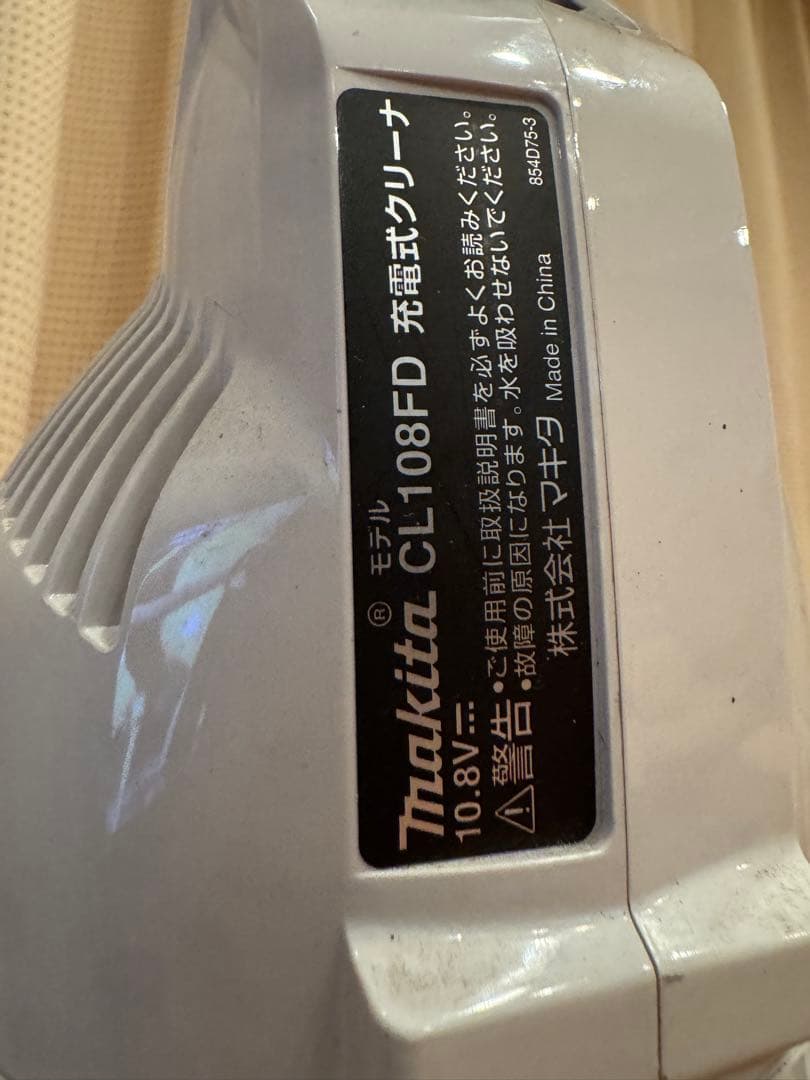 makita® モデル CL108FD 充電式クリーナ
10.8V
警告 •ご使用前に取扱説明書を必ずよくお読みください。
•故障の原因になります。水を吸わせないでください。
株式会社 マキタ Made in China 854D75-3